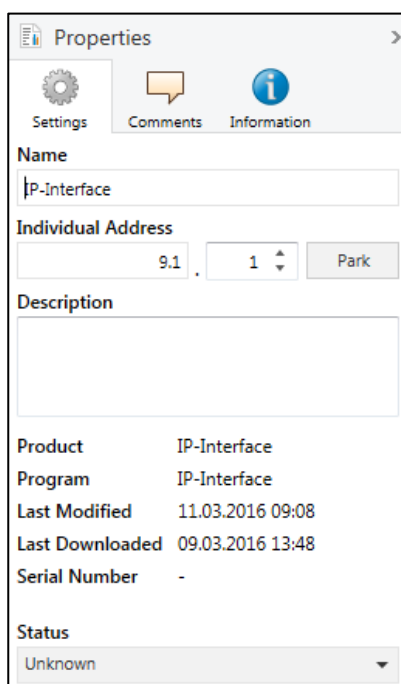 Properties
Settings Comments Information
Name
IP-Interface
Individual Address
9.1 . 1 Park
Description
Product IP-Interface
Program IP-Interface
Last Modified 11.03.2016 09:08
Last Downloaded 09.03.2016 13:48
Serial Number -
Status
Unknown